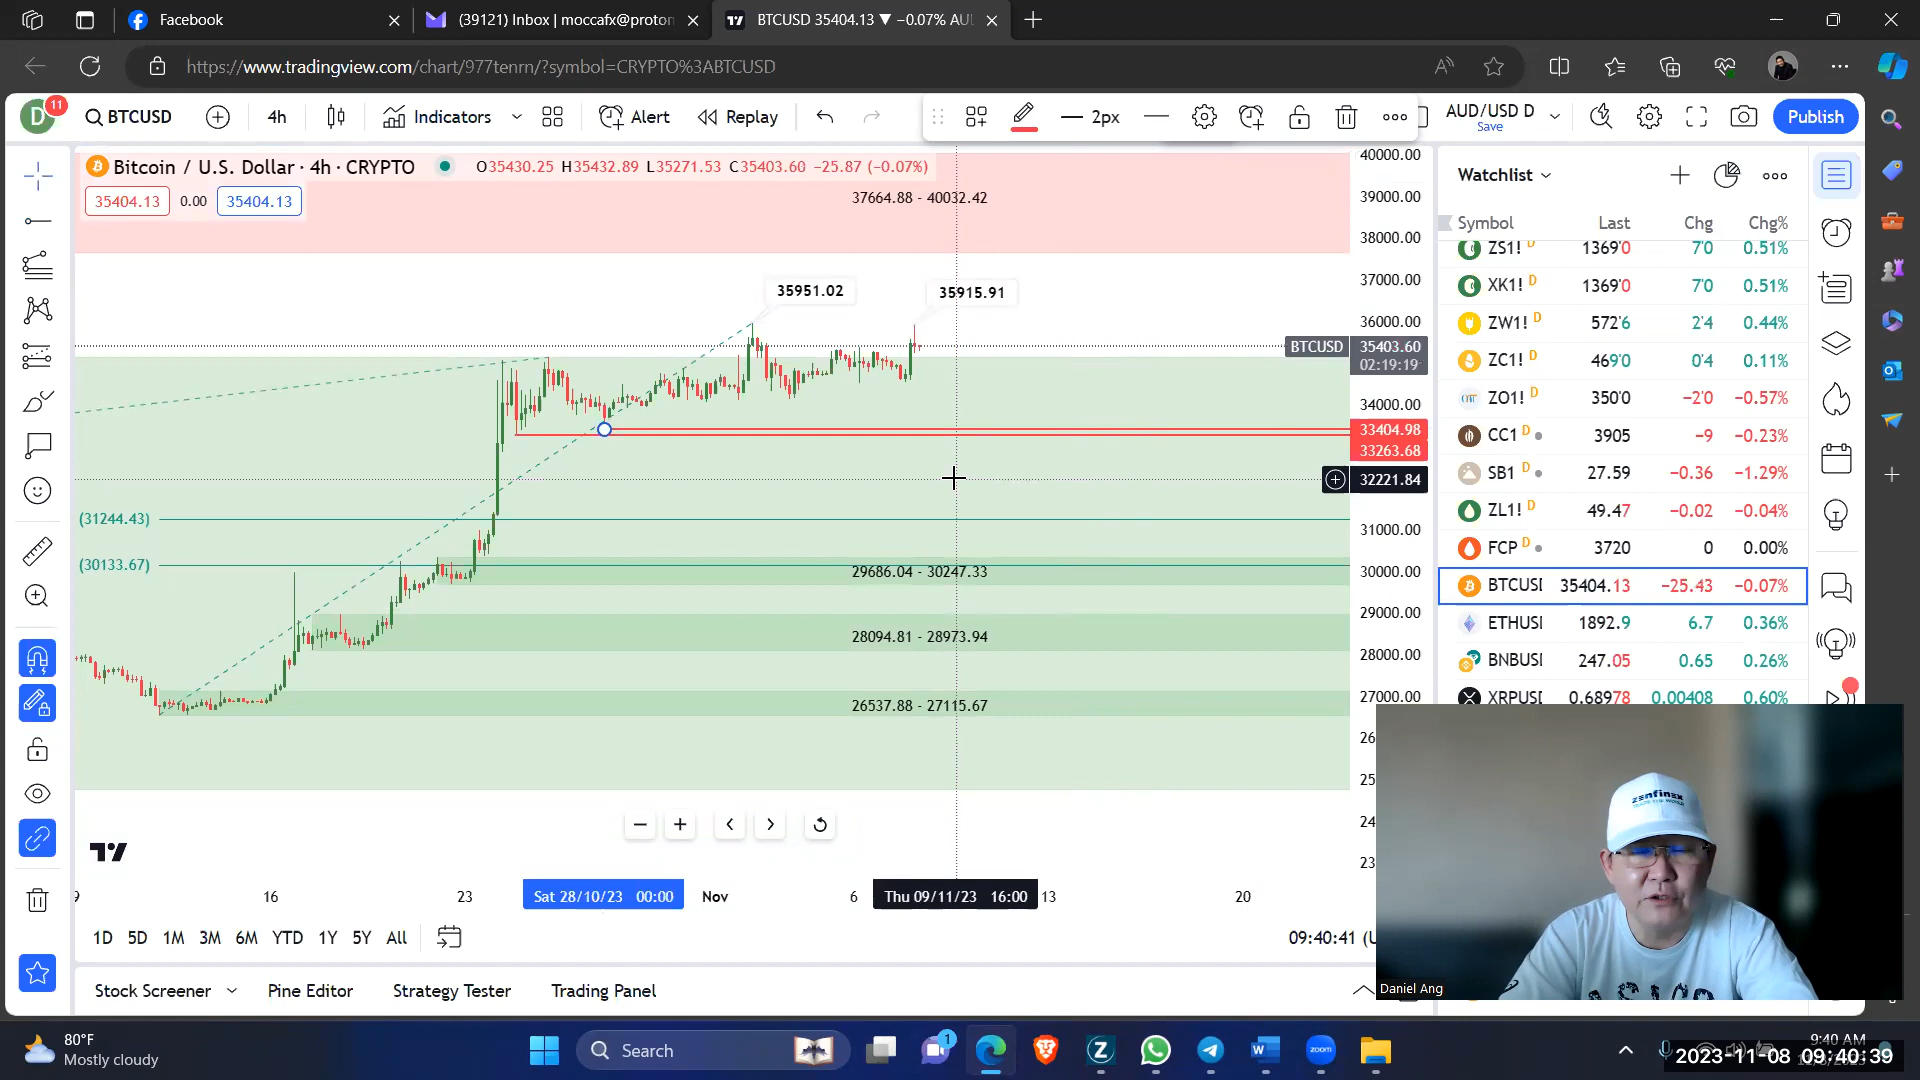 Facebook
(39121) Inbox | moccafx@proton
BTCUSD 35404.13 ▼ −0.07% AU
https://www.tradingview.com/chart/977tenrn/?symbol=CRYPTO%3ABTCUSD
D 11
BTCUSD
4h
Indicators
Alert
Replay
2px
AUD/USD D
Save
Publish
Bitcoin / U.S. Dollar · 4h · CRYPTO
O35430.25 H35432.89 L35271.53 C35403.60 −25.87 (−0.07%)
35404.13 0.00 35404.13
37664.88 - 40032.42
35951.02
35915.91
(31244.43)
(30133.67)
29686.04 - 30247.33
28094.81 - 28973.94
26537.88 - 27115.67
40000.00
39000.00
38000.00
37000.00
36000.00
BTCUSD 35403.60
02:19:19
34000.00
33404.98
33263.68
32221.84
31000.00
30000.00
29000.00
28000.00
27000.00
26
25
24
23
16
23
Sat 28/10/23 00:00
Nov
6
Thu 09/11/23 16:00
13
20
1D 5D 1M 3M 6M YTD 1Y 5Y All
09:40:41 (U
Stock Screener
Pine Editor
Strategy Tester
Trading Panel
Watchlist
Symbol Last Chg Chg%
ZS1! D 1369'0 7'0 0.51%
XK1! D 1369'0 7'0 0.51%
ZW1! D 572'6 2'4 0.44%
ZC1! D 469'0 0'4 0.11%
ZO1! D 350'0 −2'0 −0.57%
CC1 D 3905 −9 −0.23%
SB1 D 27.59 −0.36 −1.29%
ZL1! D 49.47 −0.02 −0.04%
FCP D 3720 0 0.00%
BTCUSD 35404.13 −25.43 −0.07%
ETHUSD 1892.9 6.7 0.36%
BNBUSD 247.05 0.65 0.26%
XRPUSD 0.68978 0.00408 0.60%
zenfinex
Daniel Ang
80°F
Mostly cloudy
Search
1
zoom
9:40 AM
2023-11-08 09:40:39